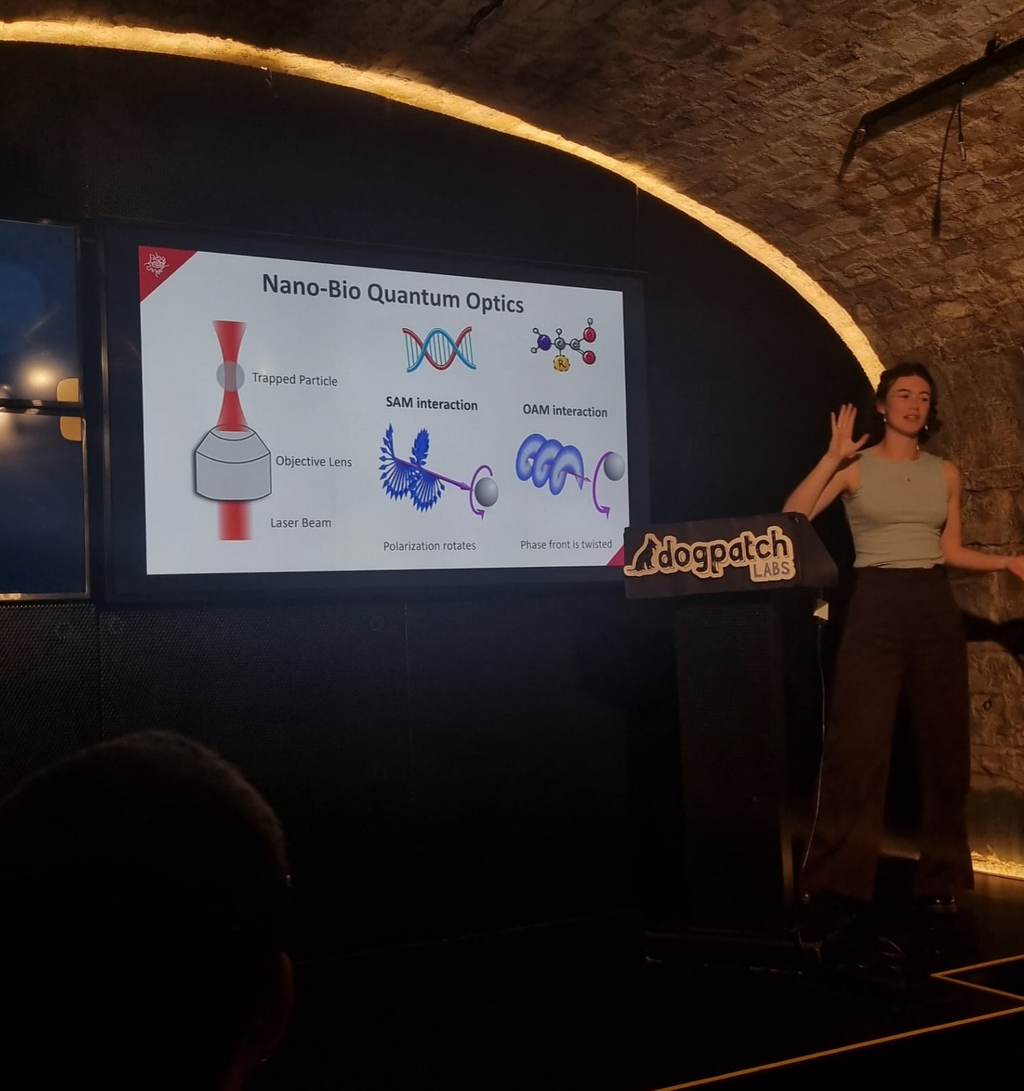 Nano-Bio Quantum Optics
Trapped Particle
Objective Lens
Laser Beam
SAM interaction
OAM interaction
R
Polarization rotates
Phase front is twisted
dogpatch
LABS